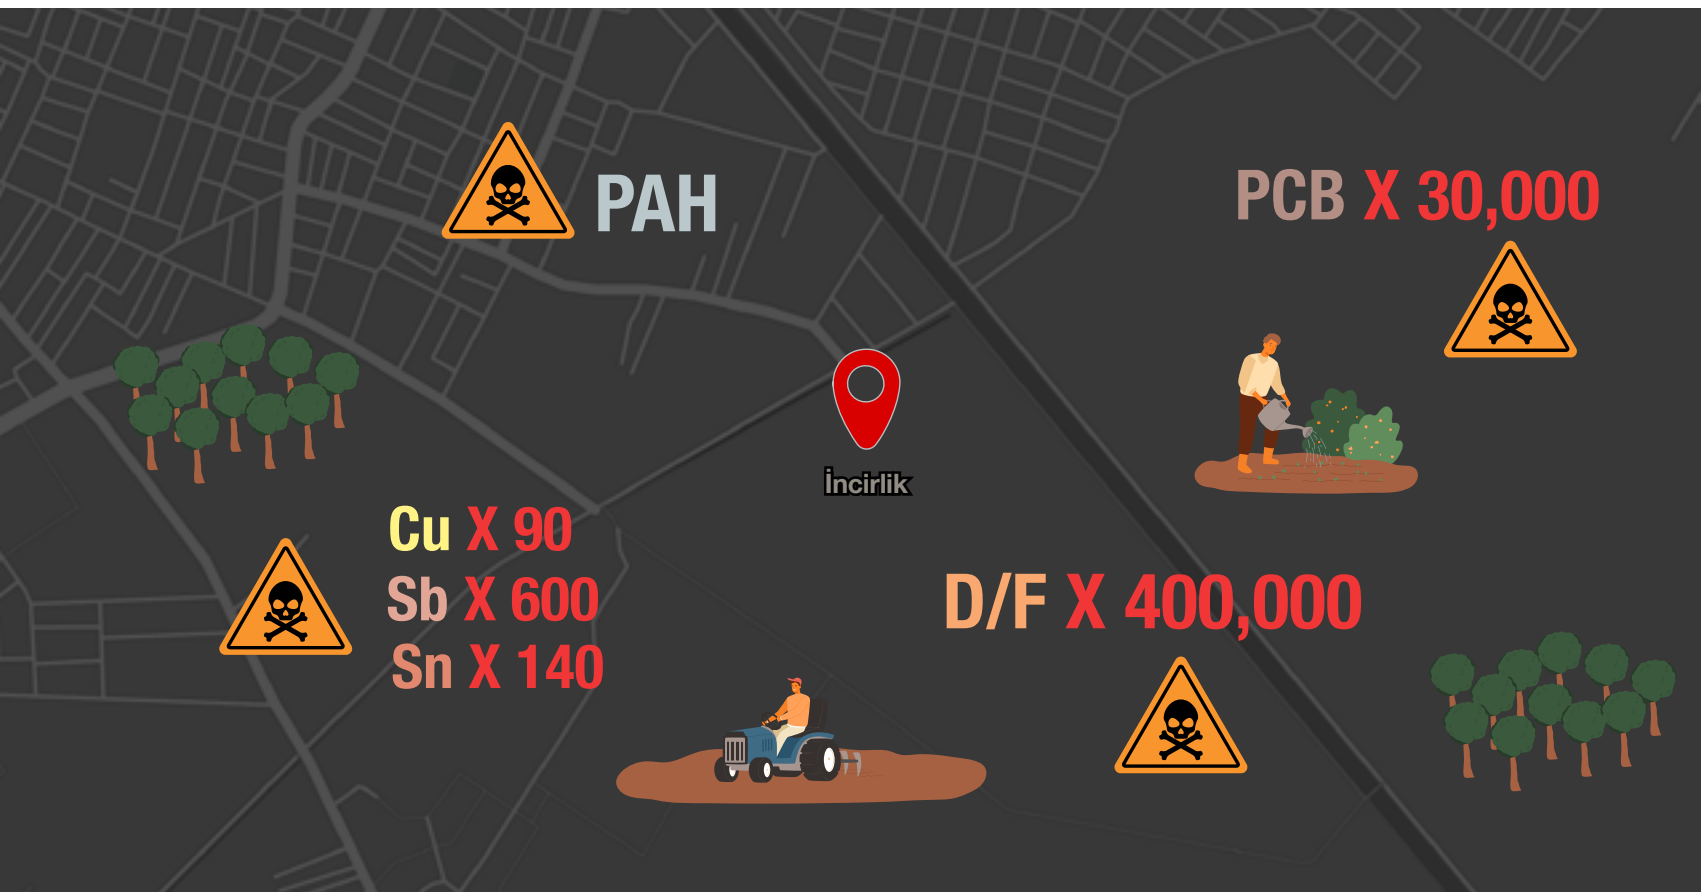 PAH
PCB X 30,000
İncirlik
Cu X 90
Sb X 600
Sn X 140
D/F X 400,000